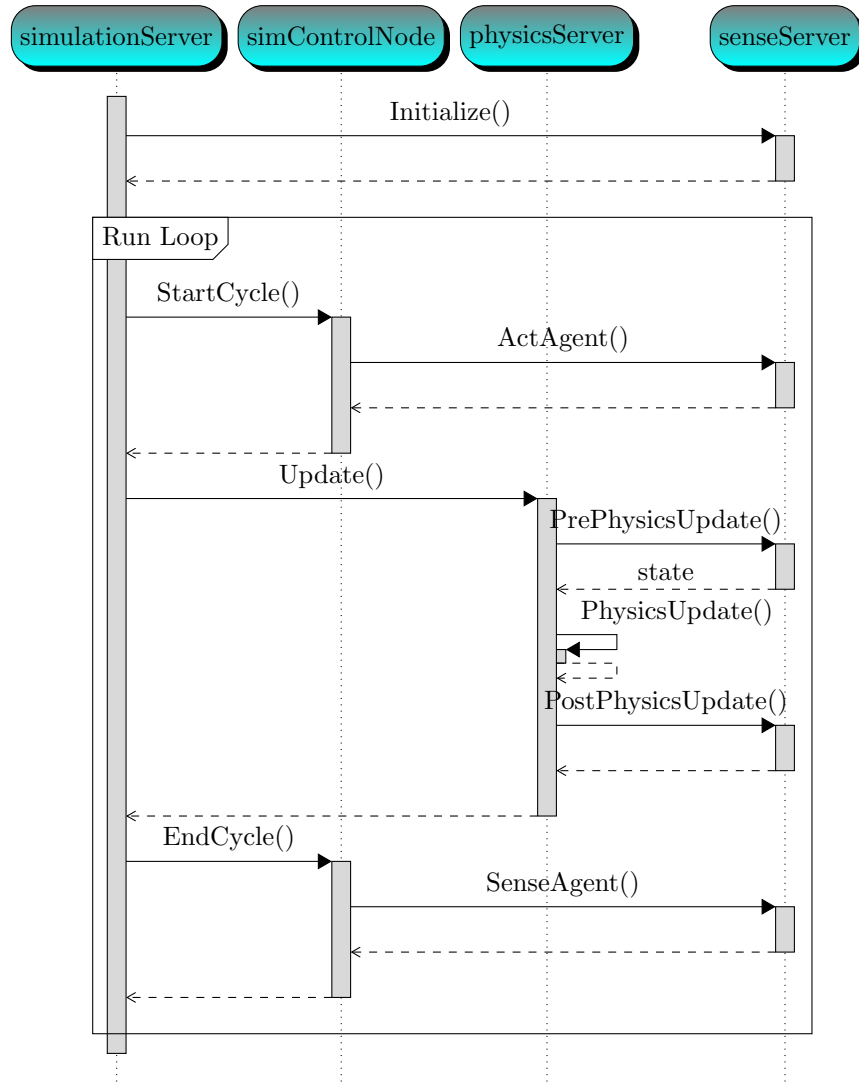 simulationServer simControlNode physicsServer senseServer
Initialize()
Run Loop
StartCycle()
ActAgent()
Update()
PrePhysicsUpdate()
state
PhysicsUpdate()
PostPhysicsUpdate()
EndCycle()
SenseAgent()